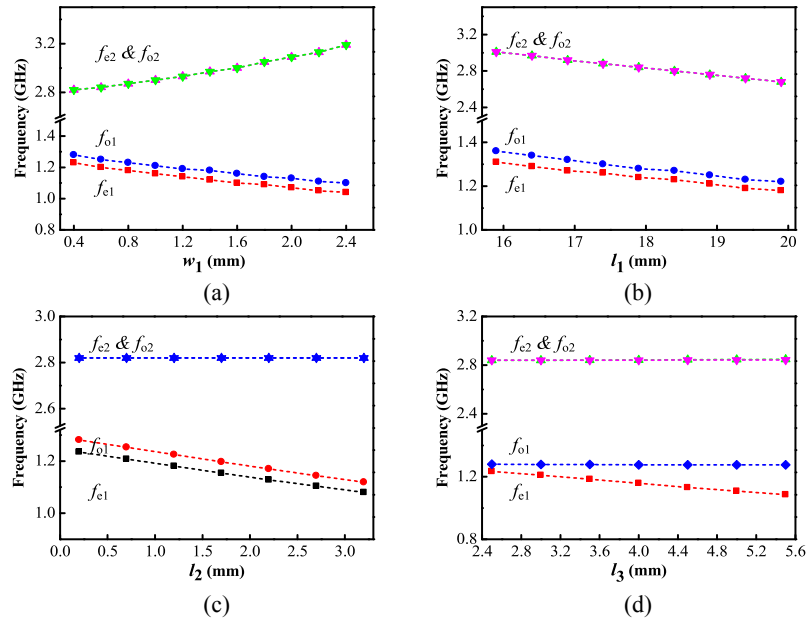 Frequency (GHz)
3.2
2.8
1.4
1.2
1.0
0.8
fe2 & fo2
fo1
fe1
0.4 0.8 1.2 1.6 2.0 2.4
w1 (mm)
(a)
Frequency (GHz)
3.2
2.8
2.4
1.4
1.2
1.0
fe2 & fo2
fo1
fe1
16 17 18 19 20
l1 (mm)
(b)
Frequency (GHz)
3.0
2.8
2.6
1.2
1.0
fe2 & fo2
fo1
fe1
0.0 0.5 1.0 1.5 2.0 2.5 3.0
l2 (mm)
(c)
Frequency (GHz)
3.2
2.8
2.4
1.2
0.8
fe2 & fo2
fo1
fe1
2.4 2.8 3.2 3.6 4.0 4.4 4.8 5.2 5.6
l3 (mm)
(d)